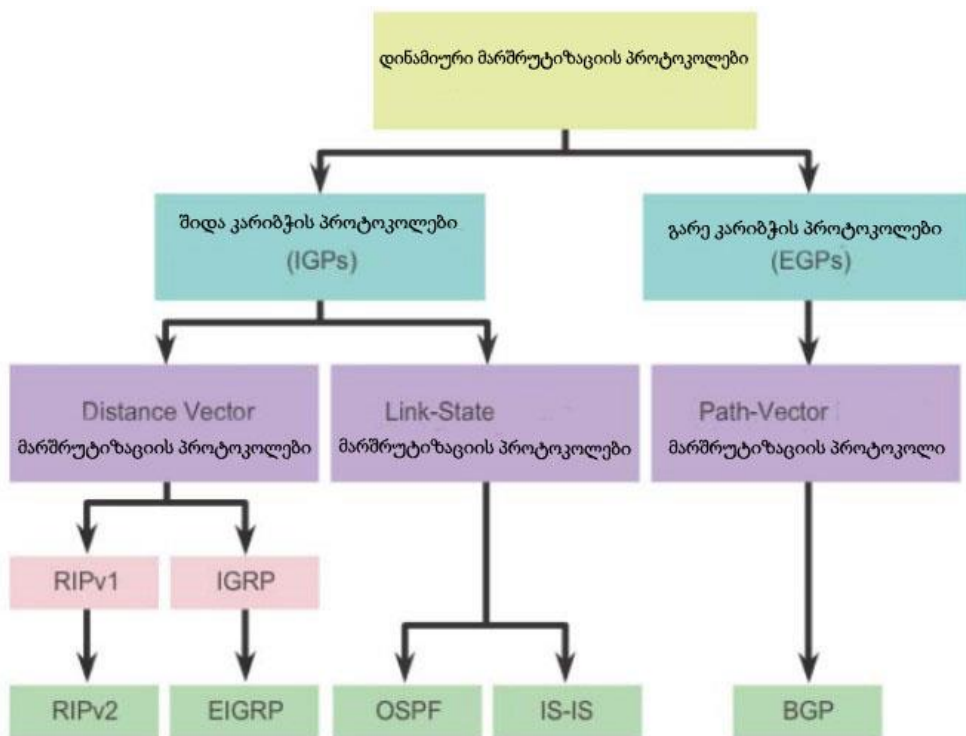 დინამიური მარშრუტიზაციის პროტოკოლები
შიდა კარიბჭის პროტოკოლები
(IGPs)
გარე კარიბჭის პროტოკოლები
(EGPs)
Distance Vector
მარშრუტიზაციის პროტოკოლები
Link-State
მარშრუტიზაციის პროტოკოლები
Path-Vector
მარშრუტიზაციის პროტოკოლი
RIPv1
IGRP
RIPv2
EIGRP
OSPF
IS-IS
BGP